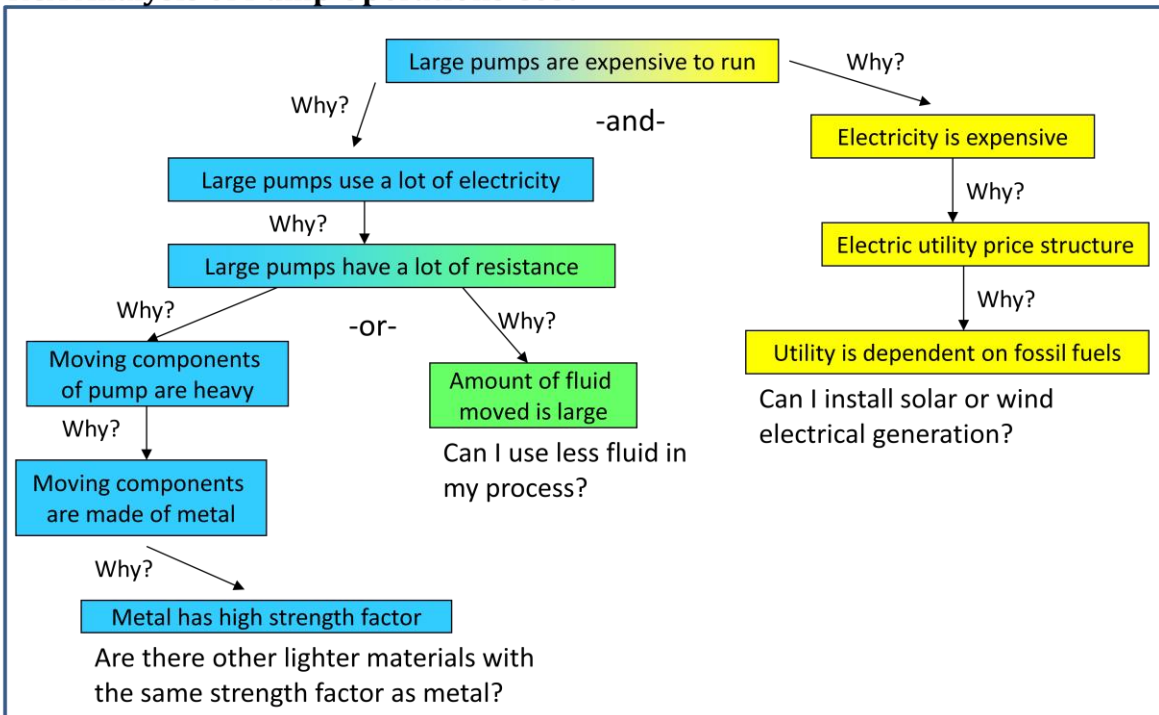 Large pumps are expensive to run
Why?
Why?
-and-
Electricity is expensive
Large pumps use a lot of electricity
Why?
Why?
Electric utility price structure
Large pumps have a lot of resistance
Why?
Why?
-or-
Why?
Moving components
of pump are heavy
Utility is dependent on fossil fuels
Amount of fluid
moved is large
Can I install solar or wind
electrical generation?
Why?
Can I use less fluid in
my process?
Moving components
are made of metal
Why?
Metal has high strength factor
Are there other lighter materials with
the same strength factor as metal?